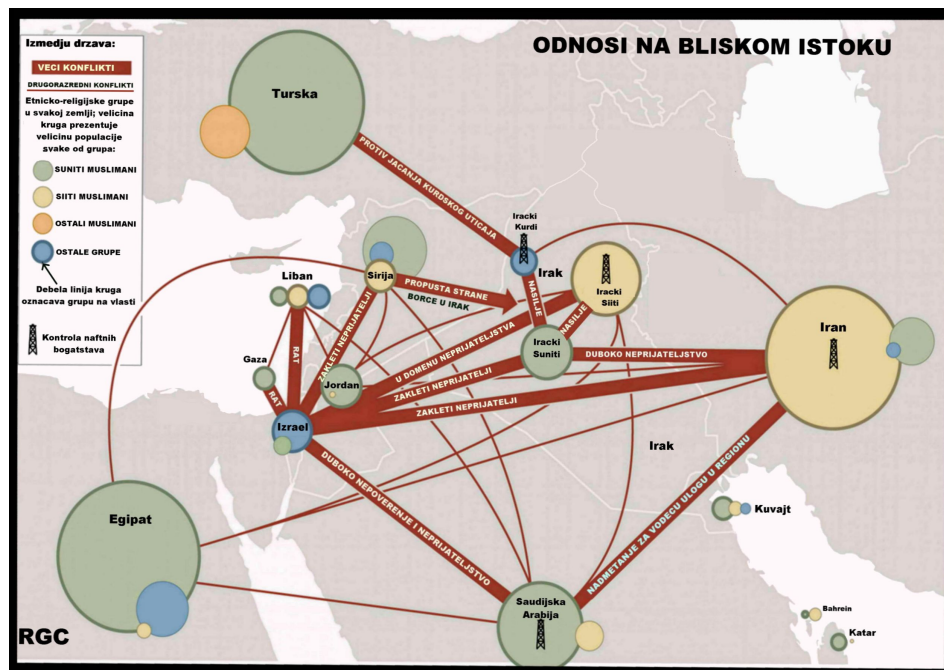 ODNOSI NA BLISKOM ISTOKU
Izmedju drzava:
VECI KONFLIKTI
DRUGORAZREDNI KONFLIKTI
Etnicko-religijske grupe
u svakoj zemlji; velicina
kruga prezentuje
velicinu populacije
svake od grupa:
SUNITI MUSLIMANI
SIITI MUSLIMANI
OSTALI MUSLIMANI
OSTALE GRUPE
Debela linija kruga
oznacava grupu na vlasti
Kontrola naftnih
bogatstava
Turska
PROTIV JACANJA KURDSKOG UTICAJA
Iracki
Kurdi
Irak
Iracki
Siiti
Sirija
PROPUSTA STRANE
BORCE U IRAK
NASILJE
NASILJE
Liban
Iran
Iracki
Suniti
DUBOKO NEPRIJATELJSTVO
RAT
ZAKLETI NEPRIJATELJI
U DOMENU NEPRIJATELJSTVA
Gaza
Jordan
RAT
ZAKLETI NEPRIJATELJI
ZAKLETI NEPRIJATELJI
Izrael
Irak
DUBOKO NEPOVERENJE I NEPRIJATELJSTVO
NADMETANJE ZA VODECU ULOGU U REGIONU
Egipat
Kuvajt
Saudijska
Arabija
Bahrein
Katar
RGC